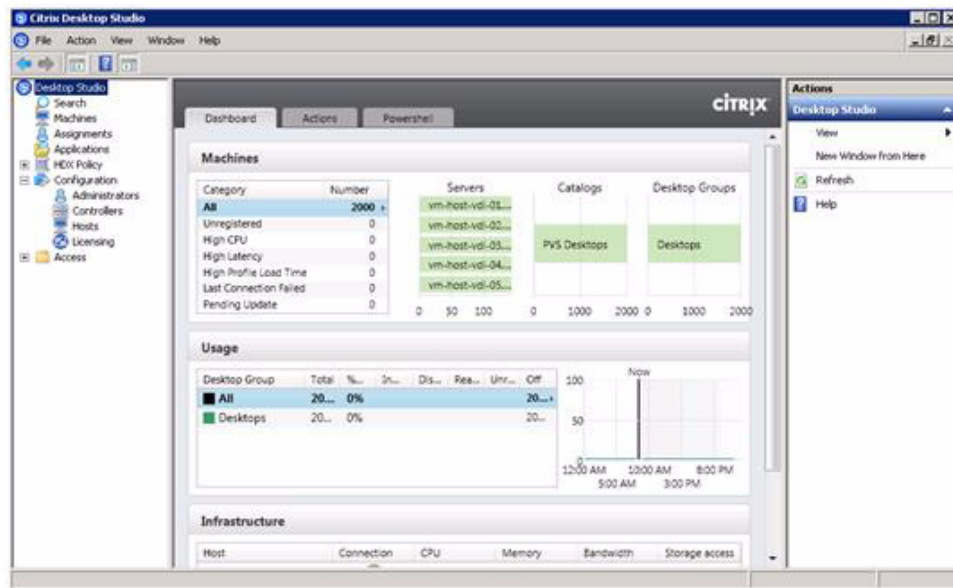 Citrix Desktop Studio
File Action View Window Help
Desktop Studio
Search
Machines
Assignments
Applications
HDX Policy
Configuration
Administrators
Controllers
Hosts
Licensing
Access
Dashboard Actions Powershell
CİTRIX
Machines
Category Number
All 2000
Unregistered 0
High CPU 0
High Latency 0
High Profile Load Time 0
Last Connection Failed 0
Pending Update 0
Servers Catalogs Desktop Groups
vm-host-vdi-01...
vm-host-vdi-02...
vm-host-vdi-03...
vm-host-vdi-04...
vm-host-vdi-05...
PVS Desktops
Desktops
0 50 100 0 1000 2000 0 1000 2000
Usage
Desktop Group Total %... In... Dis... Rea... Unr... Off
All 20... 0% 20...
Desktops 20... 0% 20...
Now
100
50
0
12:00 AM 10:00 AM 8:00 PM
5:00 AM 3:00 PM
Infrastructure
Host Connection CPU Memory Bandwidth Storage access
Actions
Desktop Studio
View
New Window from Here
Refresh
Help